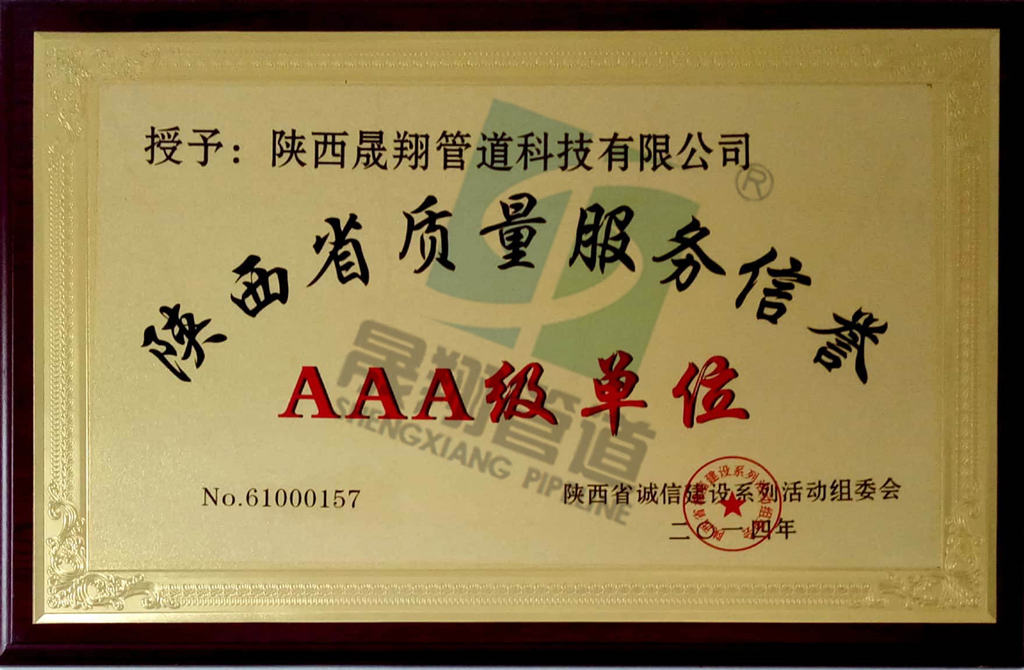 授予：陕西晟翔管道科技有限公司
®
陕西省质量服务信誉
AAA级单位
晟翔管道
SHENGXIANG PIPELINE
No.61000157
陕西省诚信建设系列活动组委会
二〇一四年